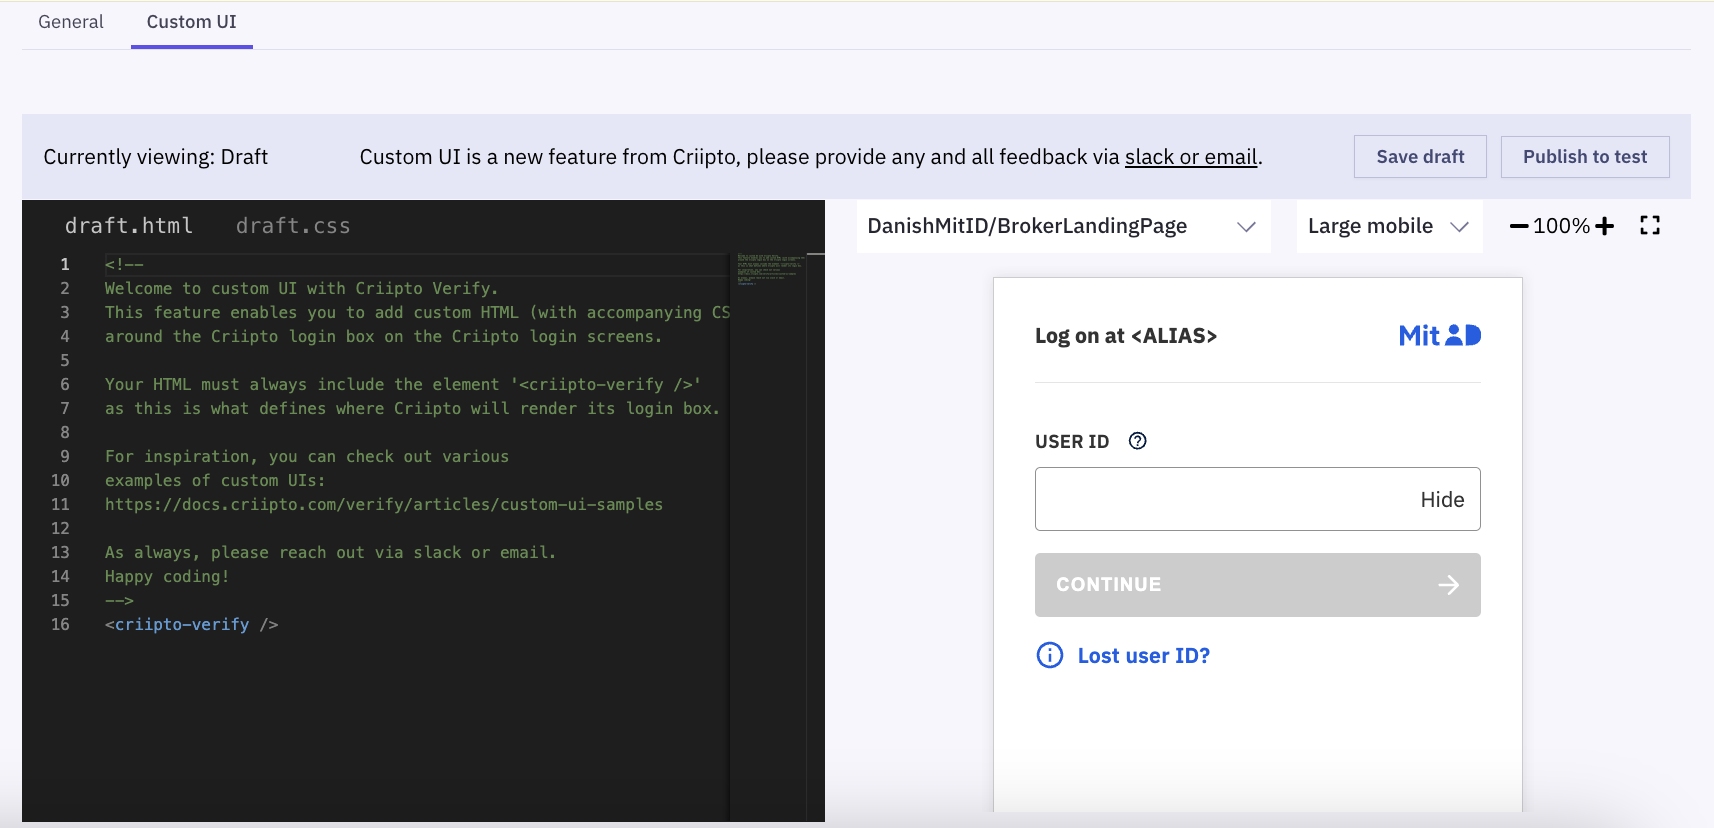 General
Custom UI
Currently viewing: Draft
Custom UI is a new feature from Criipto, please provide any and all feedback via slack or email.
Save draft
Publish to test
draft.html
draft.css
1 <!--
2 Welcome to custom UI with Criipto Verify.
3 This feature enables you to add custom HTML (with accompanying CS
4 around the Criipto login box on the Criipto login screens.
5
6 Your HTML must always include the element '<criipto-verify />'
7 as this is what defines where Criipto will render its login box.
8
9 For inspiration, you can check out various
10 examples of custom UIs:
11 https://docs.criipto.com/verify/articles/custom-ui-samples
12
13 As always, please reach out via slack or email.
14 Happy coding!
15 -->
16 <criipto-verify />
DanishMitID/BrokerLandingPage
Large mobile
100%
Log on at <ALIAS>
Mit D
USER ID
Hide
CONTINUE
Lost user ID?